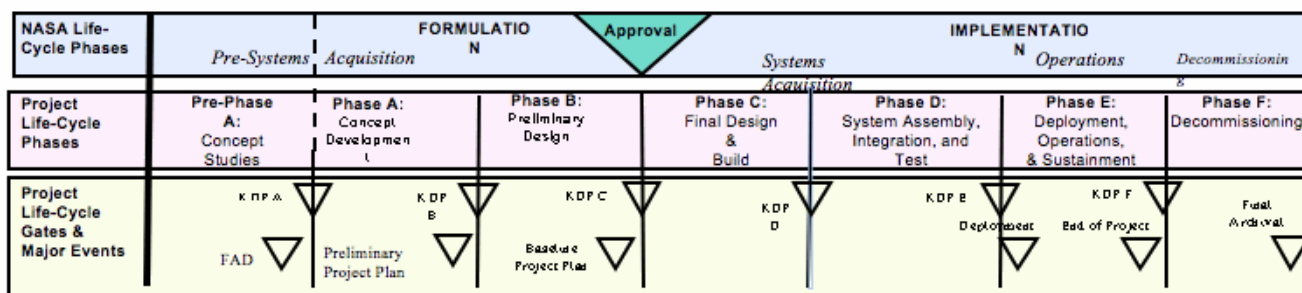 NASA Life-
Cycle Phases
FORMULATIO
N
Approval
IMPLEMENTATIO
N
Pre-Systems
Acquisition
Systems
Acquisition
Operations
Decommissionin
g
Project
Life-Cycle
Phases
Pre-Phase
A:
Concept
Studies
Phase A:
Concept
Developmen
t
Phase B:
Preliminary
Design
Phase C:
Final Design
&
Build
Phase D:
System Assembly,
Integration, and
Test
Phase E:
Deployment,
Operations,
& Sustainment
Phase F:
Decommissioning
Project
Life-Cycle
Gates &
Major Events
KDP A
KDP
B
KDP C
KDP
D
KDP E
KDP F
FAD
Preliminary
Project Plan
Baseline
Project Plan
Deployment
End of Project
Final
Archival